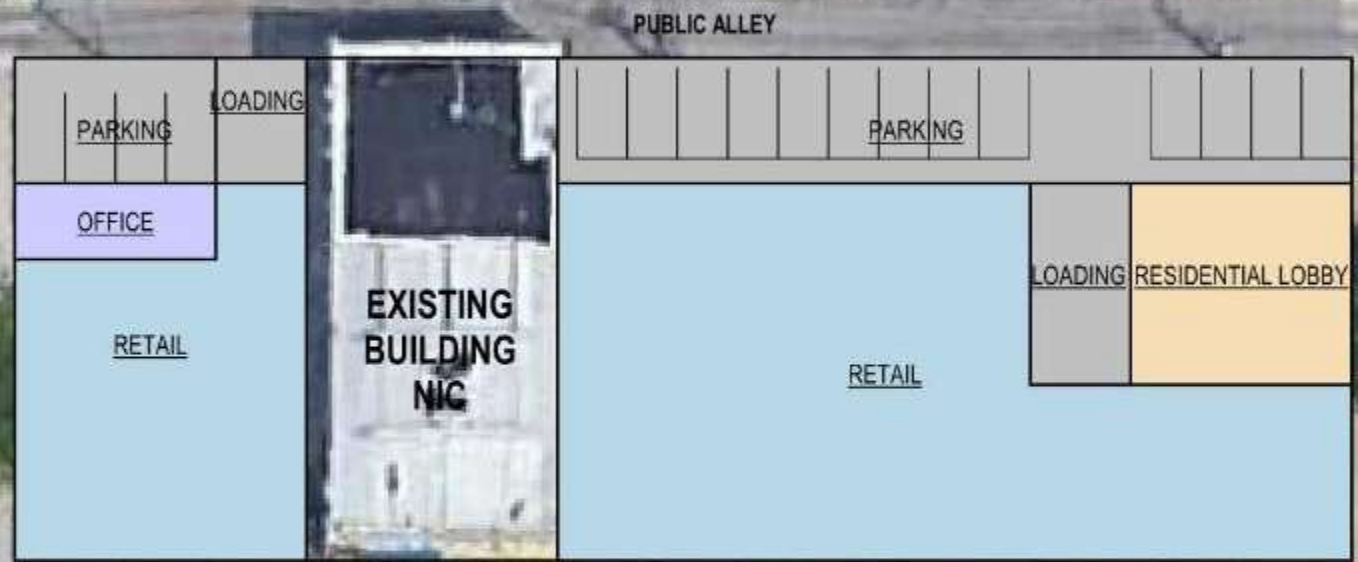 PUBLIC ALLEY
PARKING
LOADING
PARKING
OFFICE
RETAIL
EXISTING
BUILDING
NIC
RETAIL
LOADING
RESIDENTIAL LOBBY